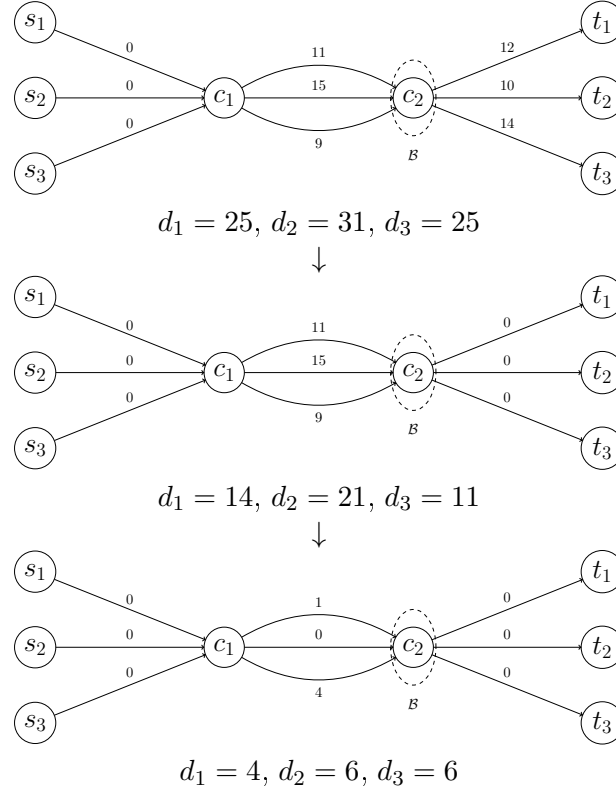 s₁ 0 11 12 t₁
s₂ 0 c₁ 15 c₂ 10 t₂
s₃ 0 9 ℬ 14 t₃
d₁ = 25, d₂ = 31, d₃ = 25
↓
s₁ 0 11 0 t₁
s₂ 0 c₁ 15 c₂ 0 t₂
s₃ 0 9 ℬ 0 t₃
d₁ = 14, d₂ = 21, d₃ = 11
↓
s₁ 0 1 0 t₁
s₂ 0 c₁ 0 c₂ 0 t₂
s₃ 0 4 ℬ 0 t₃
d₁ = 4, d₂ = 6, d₃ = 6